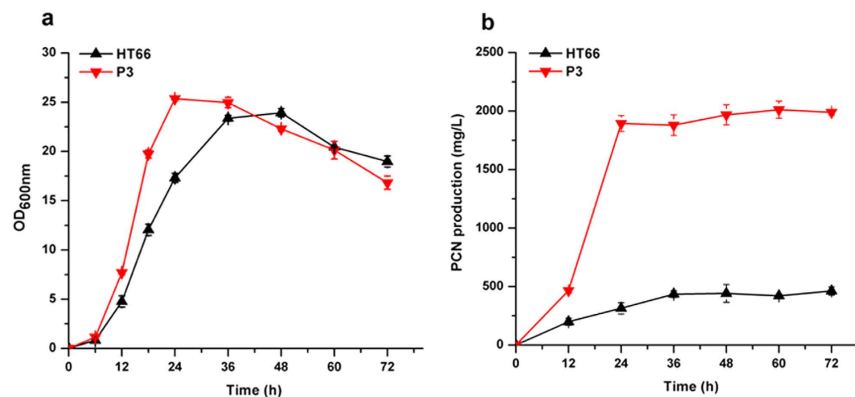 a
HT66
P3
30
25
20
15
10
5
0
OD600nm
0 12 24 36 48 60 72
Time (h)
b
HT66
P3
2500
2000
1500
1000
500
0
PCN production (mg/L)
0 12 24 36 48 60 72
Time (h)